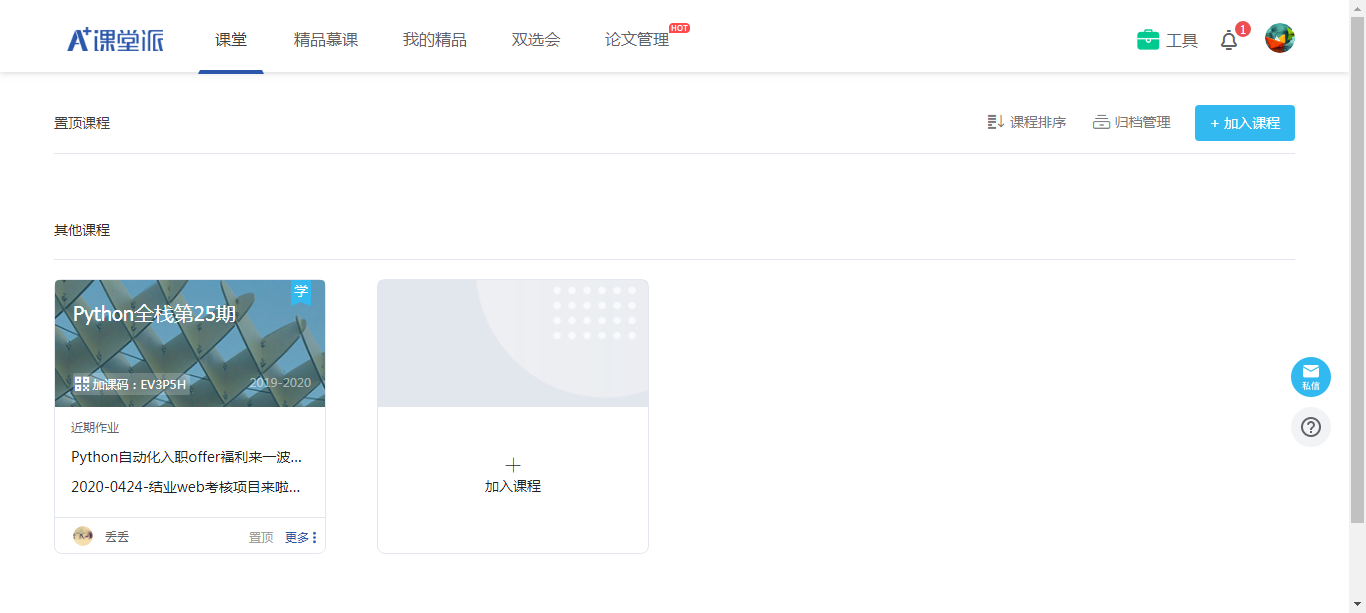 A+课堂派 课堂 精品慕课 我的精品 双选会 论文管理 HOT 工具 1
置顶课程 课程排序 归档管理 + 加入课程
其他课程
学
Python全栈第25期
加课码：EV3P5H 2019-2020
近期作业
Python自动化入职offer福利来一波...
2020-0424-结业web考核项目来啦...
丢丢 置顶 更多
加入课程
私信